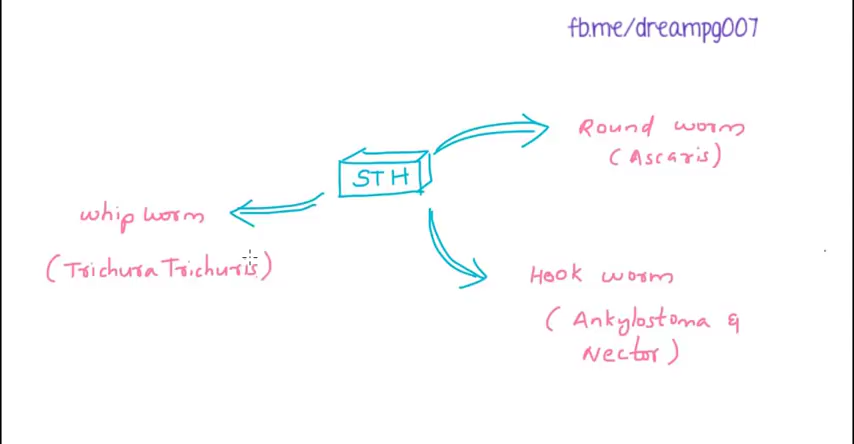 fb.me/dreampg007
Round worm
(Ascaris)
STH
Whip worm
(Trichura Trichuris)
Hook worm
(Ankylostoma &
Nector)